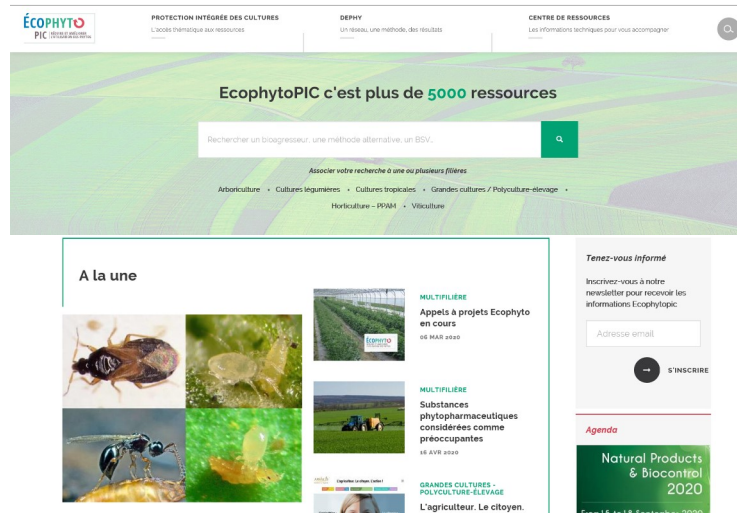 ÉCOPHYTO
PIC
PROTECTION INTÉGRÉE DES CULTURES
L'accès thématique aux ressources
DEPHY
Un réseau, une méthode, des résultats
CENTRE DE RESSOURCES
Les informations techniques pour vous accompagner
EcophytoPIC c'est plus de 5000 ressources
Rechercher un bioagresseur, une méthode alternative, un BSV...
Associer votre recherche à une ou plusieurs filières
Arboriculture • Cultures légumières • Cultures tropicales • Grandes cultures / Polyculture-élevage •
Horticulture – PPAM • Viticulture
A la une
MULTIFILIÈRE
Appels à projets Ecophyto
en cours
06 MAR 2020
ÉCOPHYTO
MULTIFILIÈRE
Substances
phytopharmaceutiques
considérées comme
préoccupantes
16 AVR 2020
GRANDES CULTURES -
POLYCULTURE-ÉLEVAGE
L'agriculteur. Le citoyen.
Tenez-vous informé
Inscrivez-vous à notre
newsletter pour recevoir les
informations Ecophytopic
Adresse email
S'INSCRIRE
Agenda
Natural Products
& Biocontrol
2020